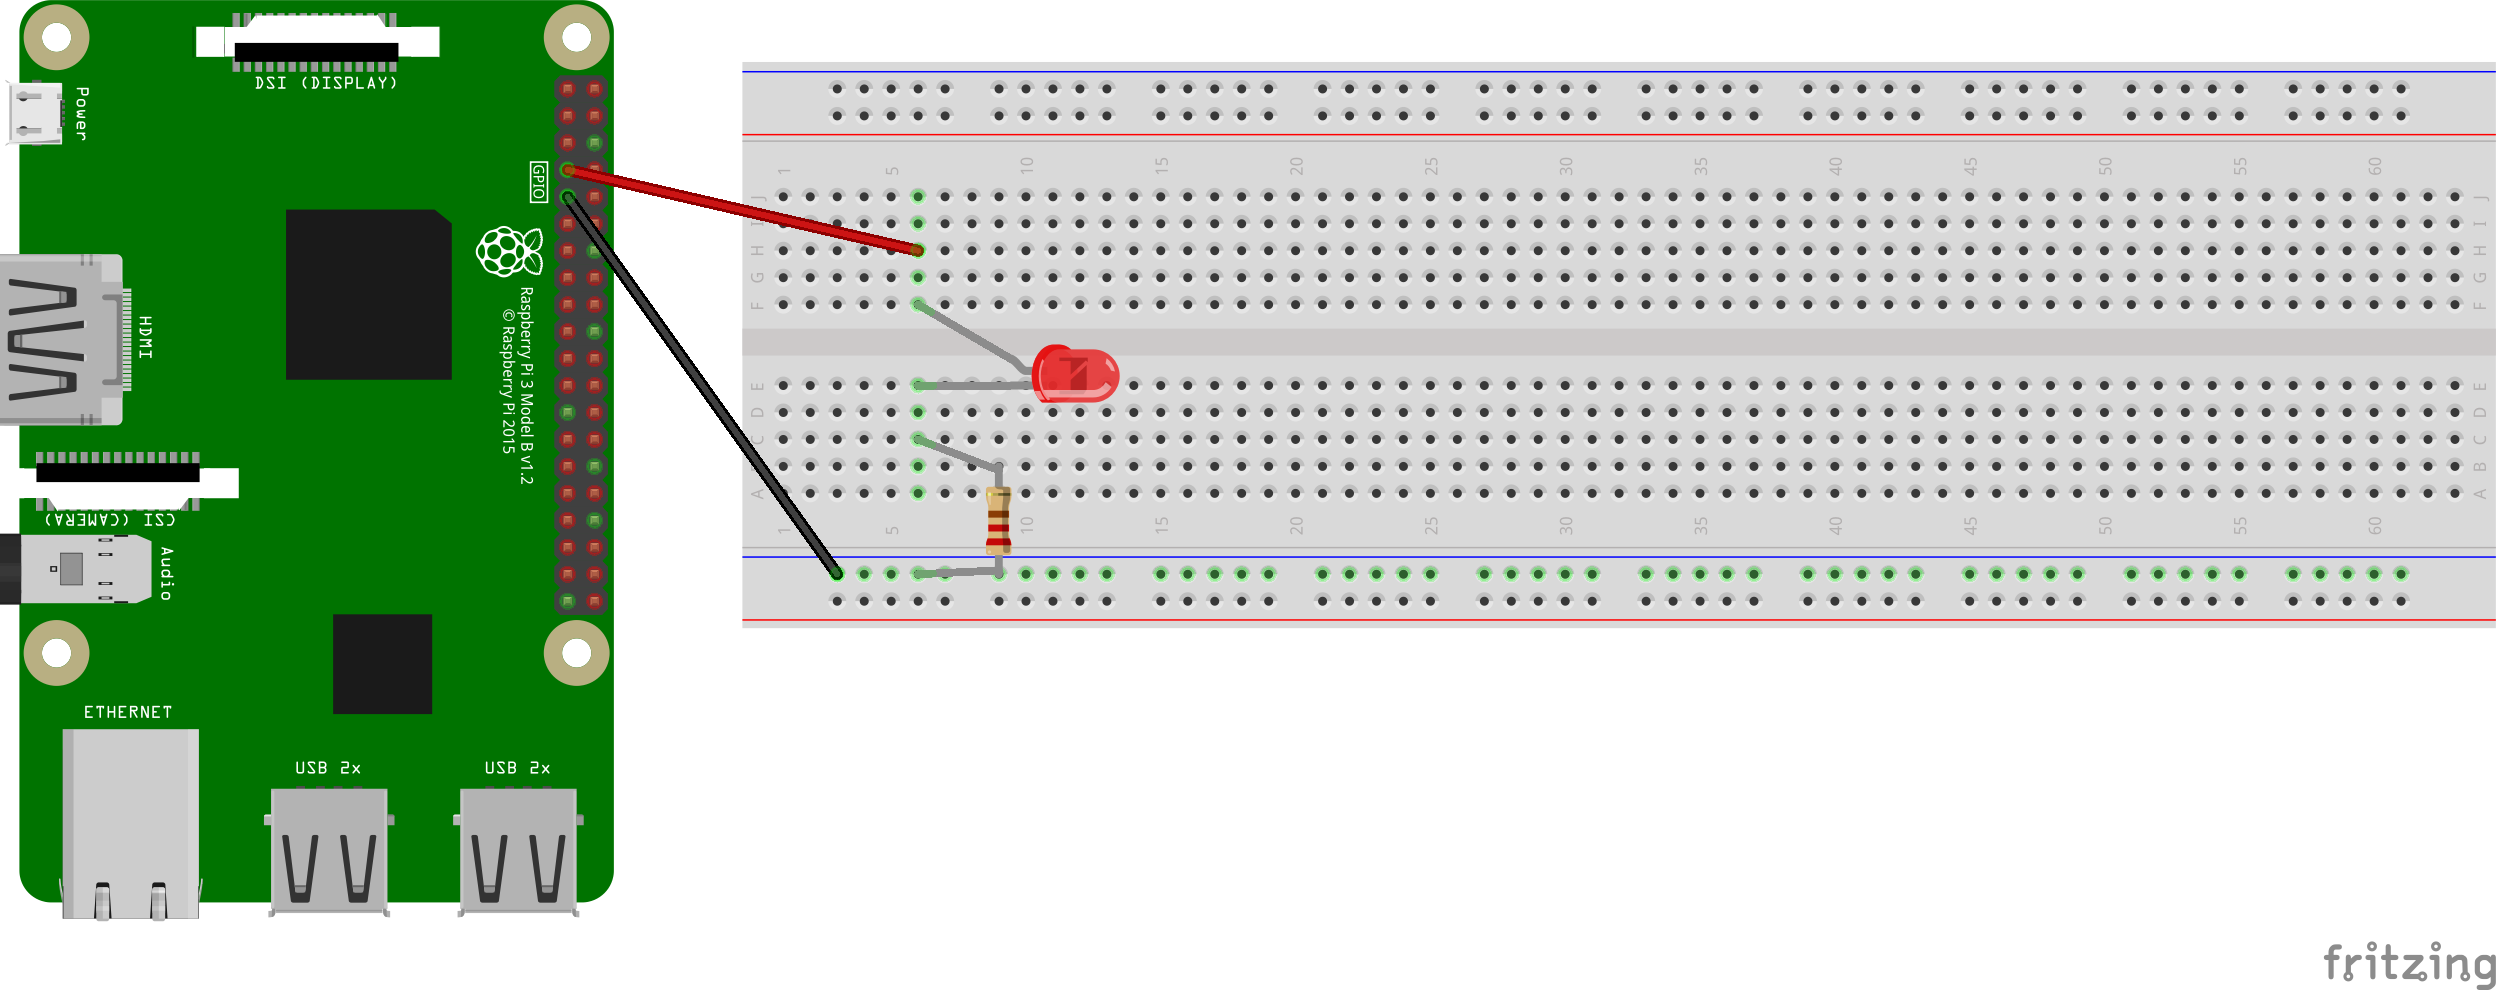 DSI (DISPLAY)
Power
GPIO
HDMI
Raspberry Pi 3 Model B v1.2
© Raspberry Pi 2015
CSI (CAMERA)
Audio
ETHERNET
USB 2x
USB 2x
1 5 10 15 20 25 30 35 40 45 50 55 60
J J
I I
H H
G G
F F
E E
D D
C C
B
A A
1 5 10 15 20 25 30 35 40 45 50 55 60
fritzing